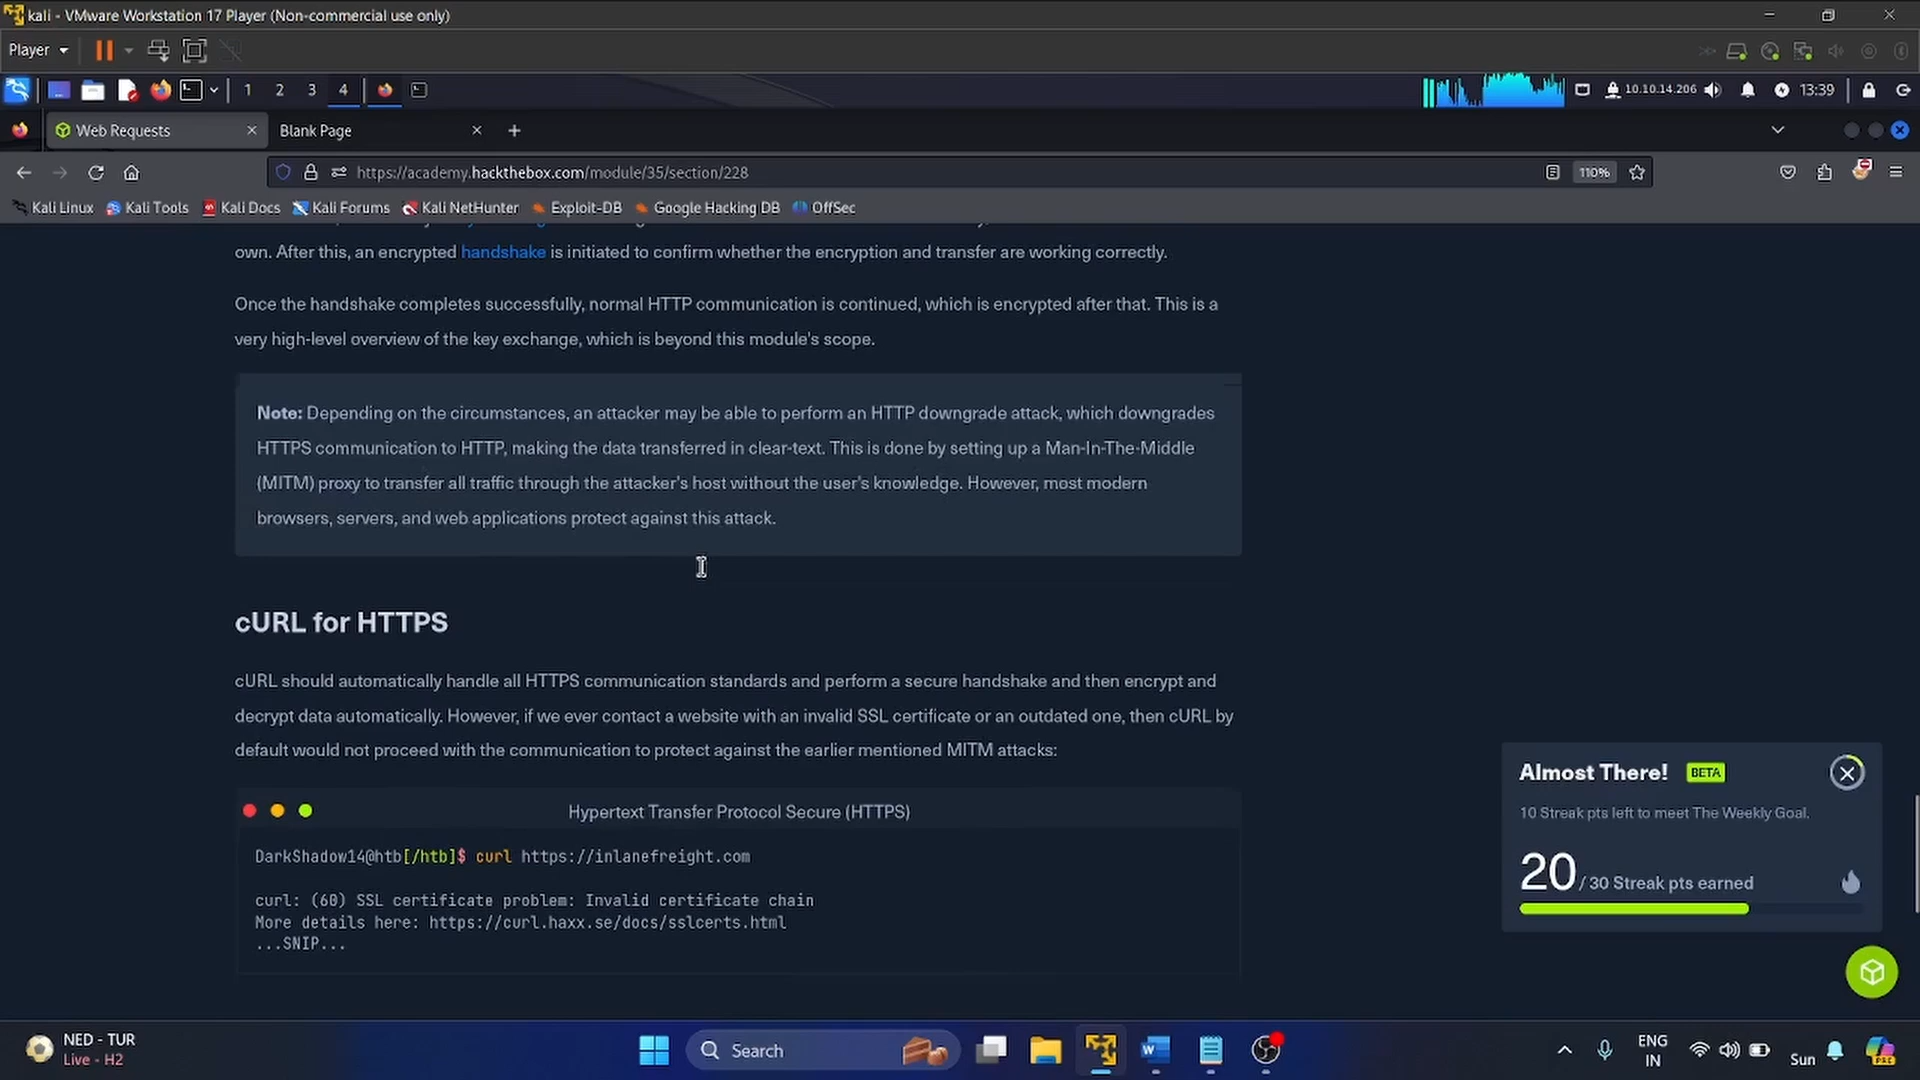 kali - VMware Workstation 17 Player (Non-commercial use only)
Player
1 2 3 4
10.10.14.206
13:39
Web Requests
Blank Page
https://academy.hackthebox.com/module/35/section/228
110%
Kali Linux Kali Tools Kali Docs Kali Forums Kali NetHunter Exploit-DB Google Hacking DB OffSec
own. After this, an encrypted handshake is initiated to confirm whether the encryption and transfer are working correctly.
Once the handshake completes successfully, normal HTTP communication is continued, which is encrypted after that. This is a
very high-level overview of the key exchange, which is beyond this module's scope.
Note: Depending on the circumstances, an attacker may be able to perform an HTTP downgrade attack, which downgrades
HTTPS communication to HTTP, making the data transferred in clear-text. This is done by setting up a Man-In-The-Middle
(MITM) proxy to transfer all traffic through the attacker's host without the user's knowledge. However, most modern
browsers, servers, and web applications protect against this attack.
cURL for HTTPS
cURL should automatically handle all HTTPS communication standards and perform a secure handshake and then encrypt and
decrypt data automatically. However, if we ever contact a website with an invalid SSL certificate or an outdated one, then cURL by
default would not proceed with the communication to protect against the earlier mentioned MITM attacks:
Hypertext Transfer Protocol Secure (HTTPS)
DarkShadow14@htb[/htb]$ curl https://inlanefreight.com
curl: (60) SSL certificate problem: Invalid certificate chain
More details here: https://curl.haxx.se/docs/sslcerts.html
...SNIP...
Almost There! BETA
10 Streak pts left to meet The Weekly Goal.
20 / 30 Streak pts earned
NED - TUR
Live - H2
Search
ENG
IN
Sun